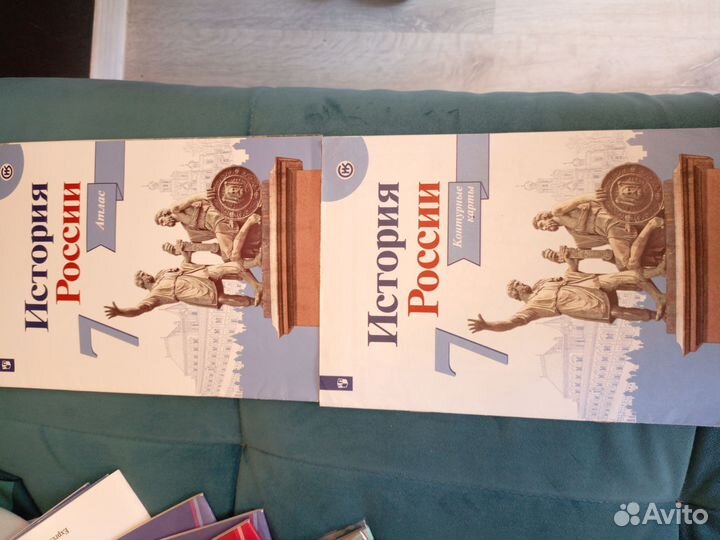 История
России
Атлас
7
История
России
Контурные
карты
7
Avito